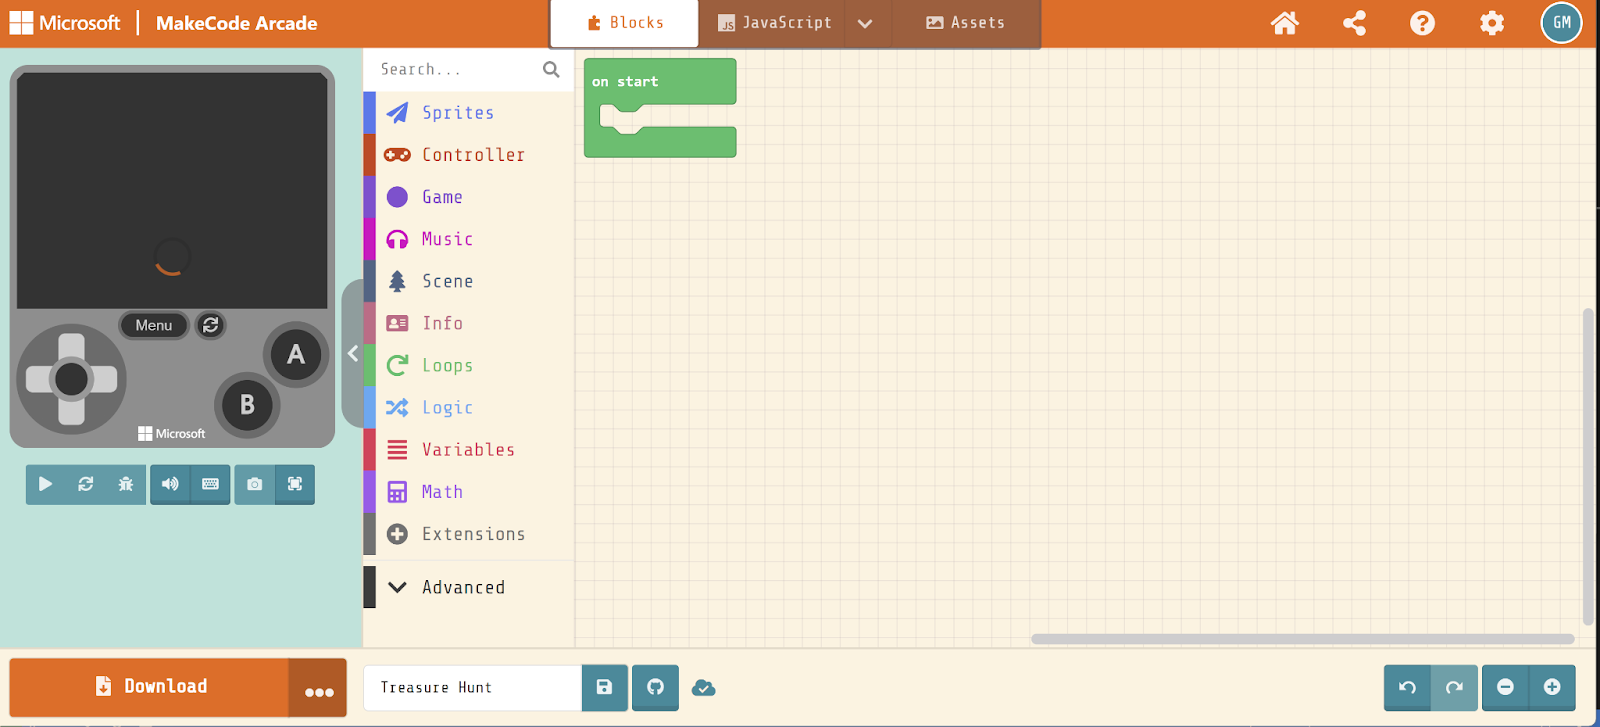 Microsoft | MakeCode Arcade
Blocks
JavaScript
Assets
GM
Search...
Sprites
Controller
Game
Music
Scene
Info
Loops
Logic
Variables
Math
Extensions
Advanced
on start
Menu
A
B
Microsoft
Download
Treasure Hunt